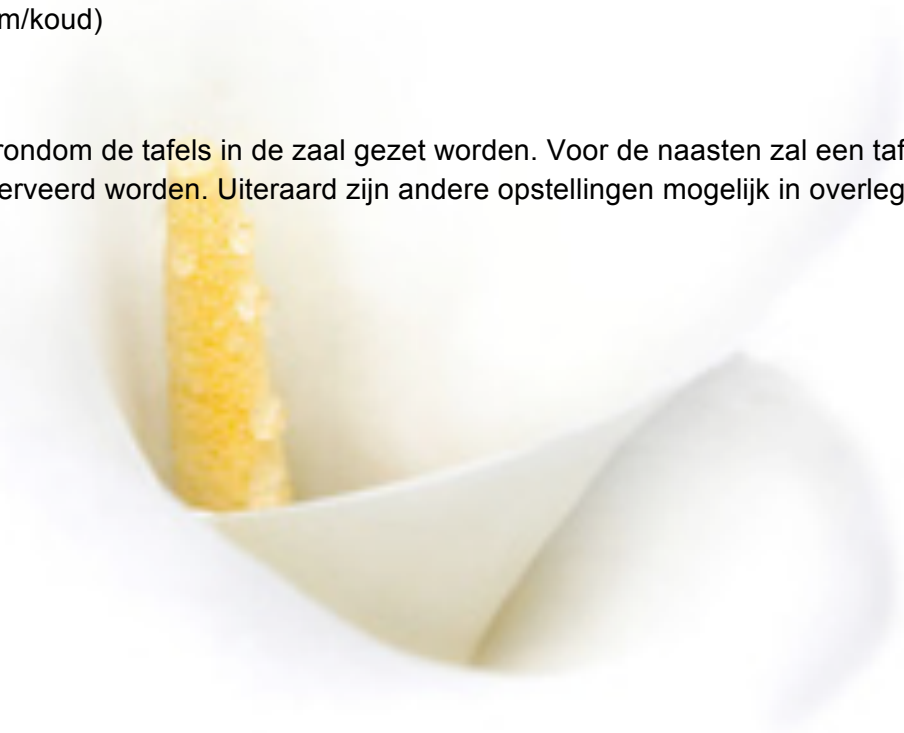 m/koud)
rondom de tafels in de zaal gezet worden. Voor de naasten zal een taf
erveerd worden. Uiteraard zijn andere opstellingen mogelijk in overleg